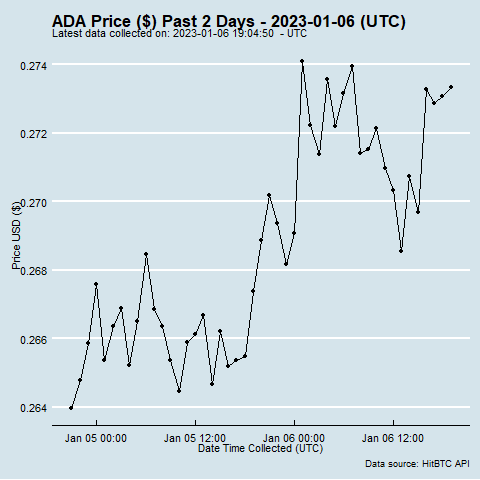 ADA Price ($) Past 2 Days - 2023-01-06 (UTC)
Latest data collected on: 2023-01-06 19:04:50 - UTC
0.274
0.272
0.270
0.268
0.266
0.264
Price USD ($)
Jan 05 00:00 Jan 05 12:00 Jan 06 00:00 Jan 06 12:00
Date Time Collected (UTC)
Data source: HitBTC API